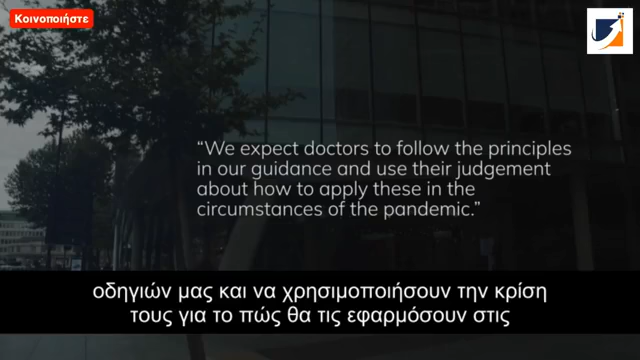 Κοινοποιήστε
“We expect doctors to follow the principles
in our guidance and use their judgement
about how to apply these in the
circumstances of the pandemic.”
οδηγιών μας και να χρησιμοποιήσουν την κρίση
τους για το πώς θα τις εφαρμόσουν στις